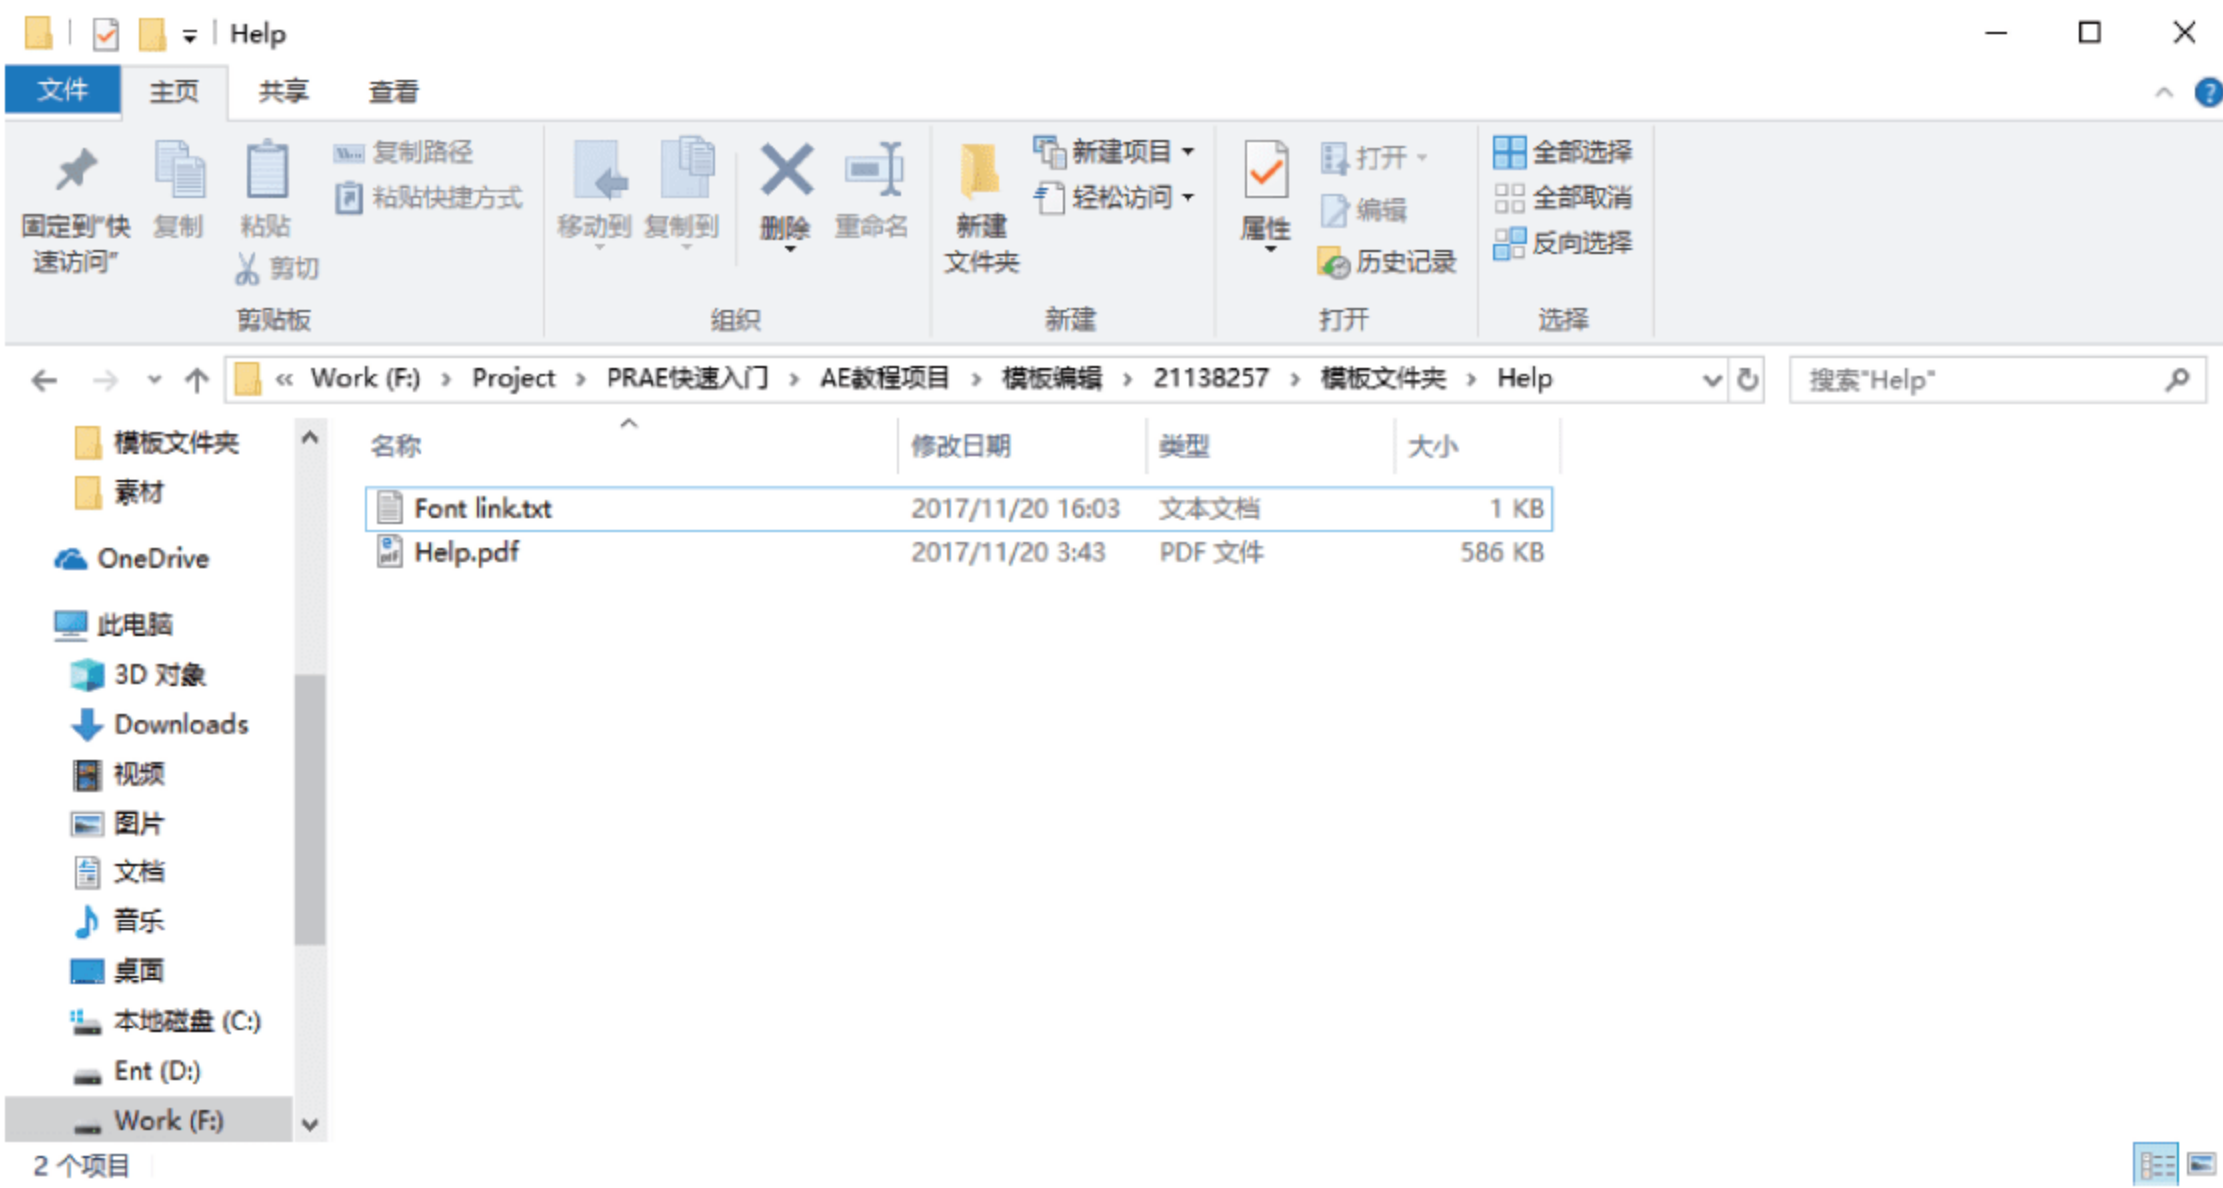 Help
文件 主页 共享 查看
固定到"快速访问"
复制
粘贴
复制路径
粘贴快捷方式
剪切
剪贴板
移动到
复制到
删除
重命名
组织
新建
文件夹
新建项目
轻松访问
新建
属性
打开
编辑
历史记录
打开
全部选择
全部取消
反向选择
选择
« Work (F:) › Project › PRAE快速入门 › AE教程项目 › 模板编辑 › 21138257 › 模板文件夹 › Help
搜索"Help"
模板文件夹
素材
OneDrive
此电脑
3D 对象
Downloads
视频
图片
文档
音乐
桌面
本地磁盘 (C:)
Ent (D:)
Work (F:)
名称 修改日期 类型 大小
Font link.txt 2017/11/20 16:03 文本文档 1 KB
Help.pdf 2017/11/20 3:43 PDF 文件 586 KB
2 个项目